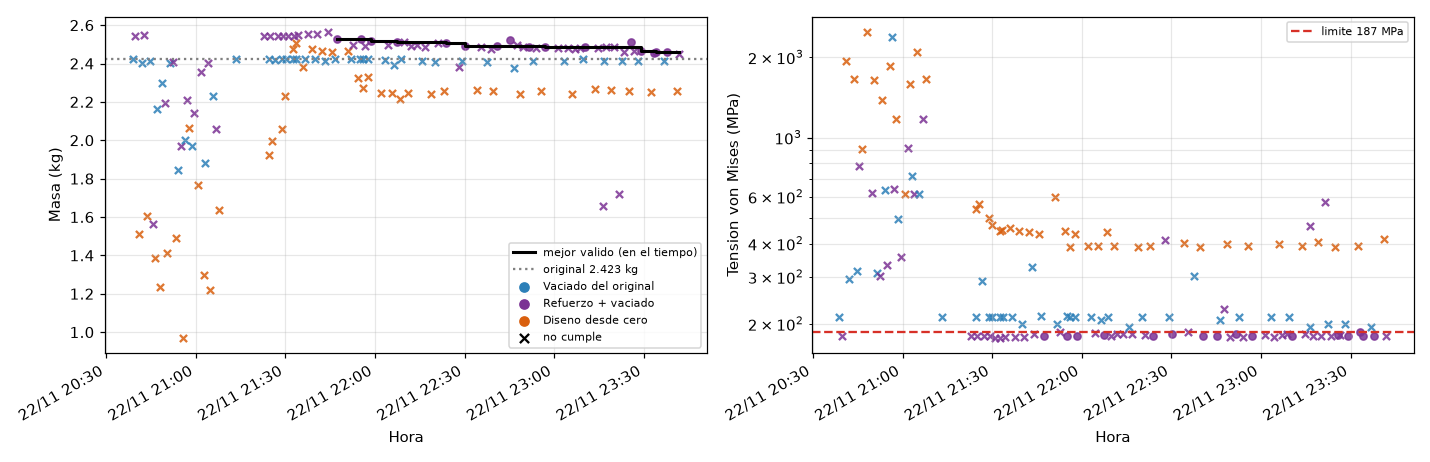 2.6
2.4
2.2
2.0
1.8
1.6
1.4
1.2
1.0
Masa (kg)
mejor valido (en el tiempo)
original 2.423 kg
Vaciado del original
Refuerzo + vaciado
Diseno desde cero
no cumple
22/11 20:30
22/11 21:00
22/11 21:30
22/11 22:00
22/11 22:30
22/11 23:00
22/11 23:30
Hora
limite 187 MPa
2 × 10³
10³
6 × 10²
4 × 10²
3 × 10²
2 × 10²
Tension von Mises (MPa)
22/11 20:30
22/11 21:00
22/11 21:30
22/11 22:00
22/11 22:30
22/11 23:00
22/11 23:30
Hora